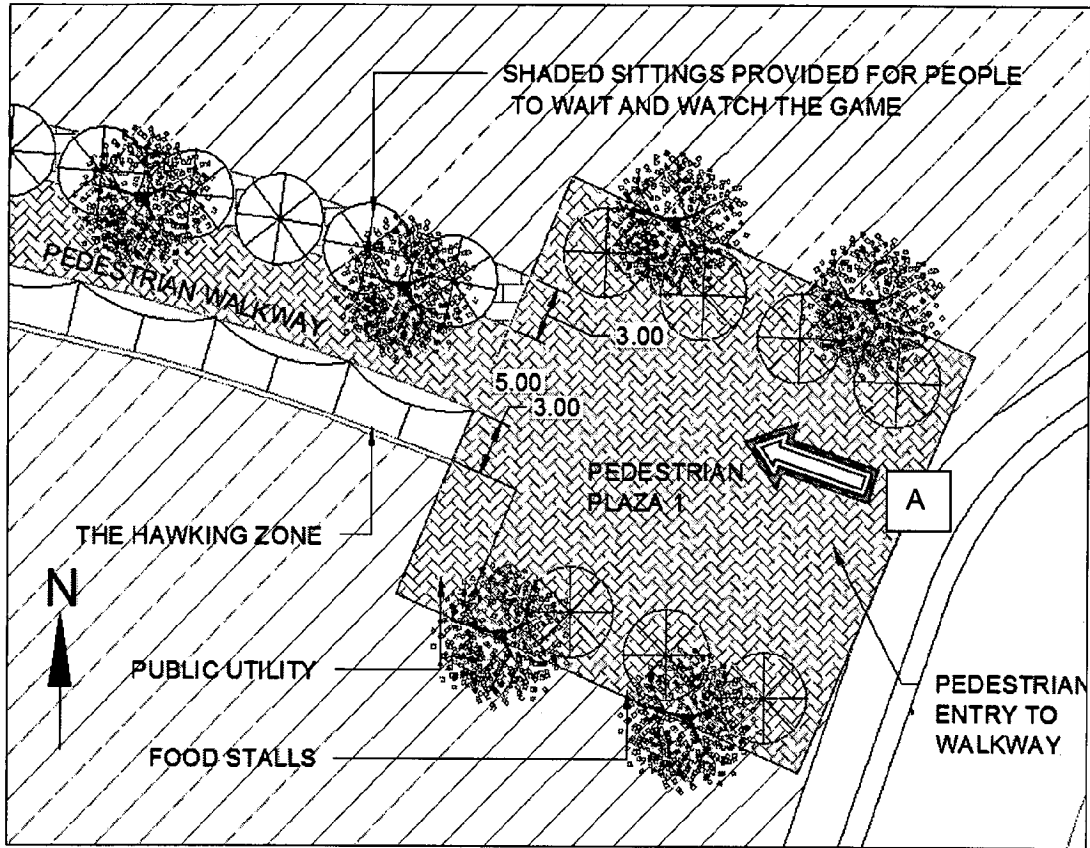 SHADED SITTINGS PROVIDED FOR PEOPLE
TO WAIT AND WATCH THE GAME
PEDESTRIAN WALKWAY
3.00
5.00
3.00
PEDESTRIAN
PLAZA 1
A
THE HAWKING ZONE
N
PUBLIC UTILITY
FOOD STALLS
PEDESTRIAN
ENTRY TO
WALKWAY